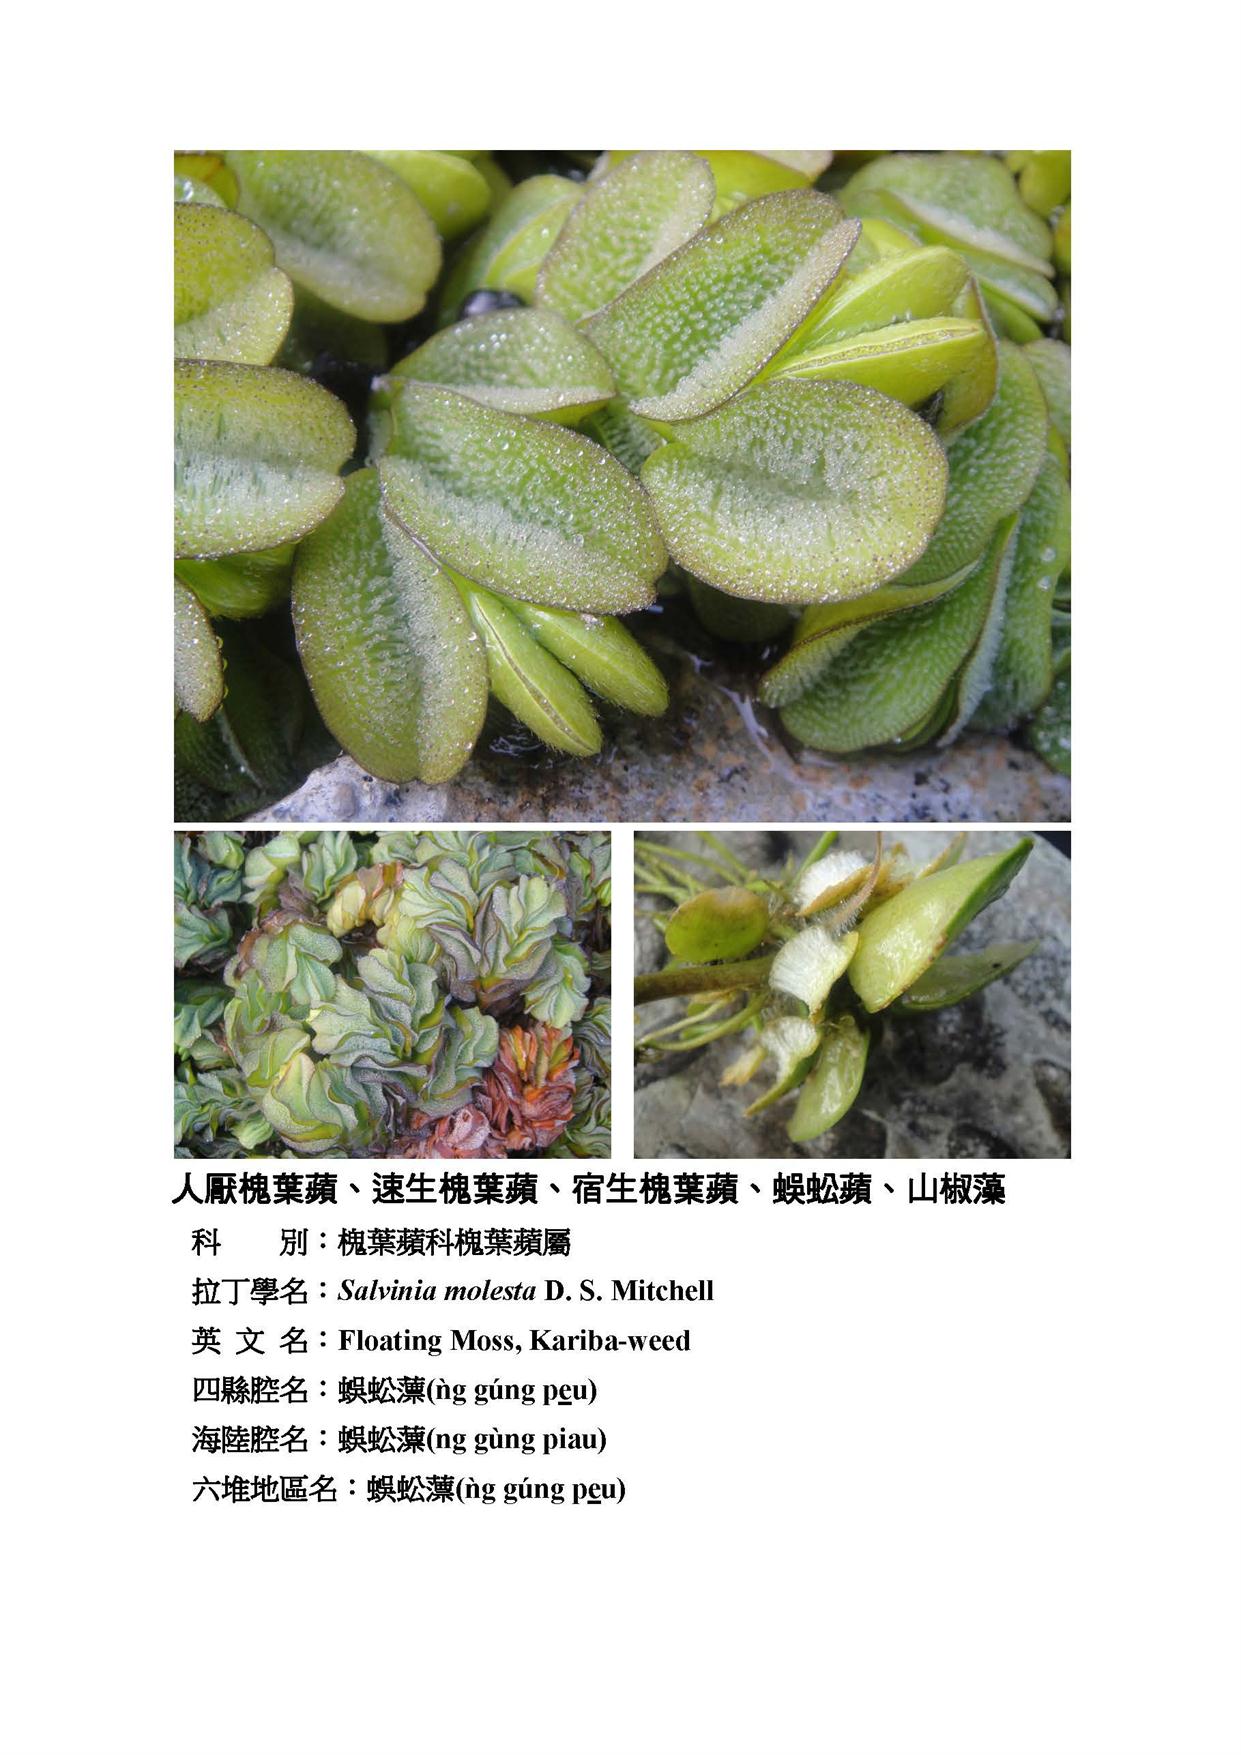 人厭槐葉蘋、速生槐葉蘋、宿生槐葉蘋、蜈蚣蘋、山椒藻
科　　別：槐葉蘋科槐葉蘋屬
拉丁學名：Salvinia molesta D. S. Mitchell
英 文 名：Floating Moss, Kariba-weed
四縣腔名：蜈蚣薸(ǹg gúng peu)
海陸腔名：蜈蚣薸(ng gùng piau)
六堆地區名：蜈蚣薸(ǹg gúng peu)